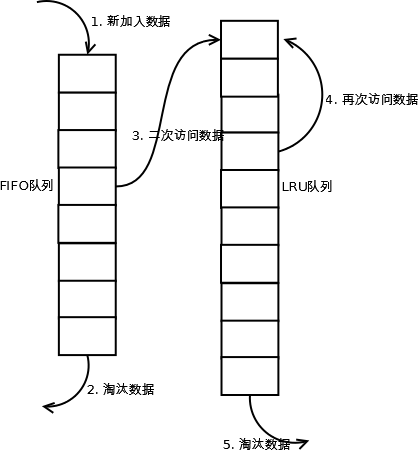 1. 新加入数据
4. 再次访问数据
3. 二次访问数据
FIFO队列
LRU队列
2. 淘汰数据
5. 淘汰数据